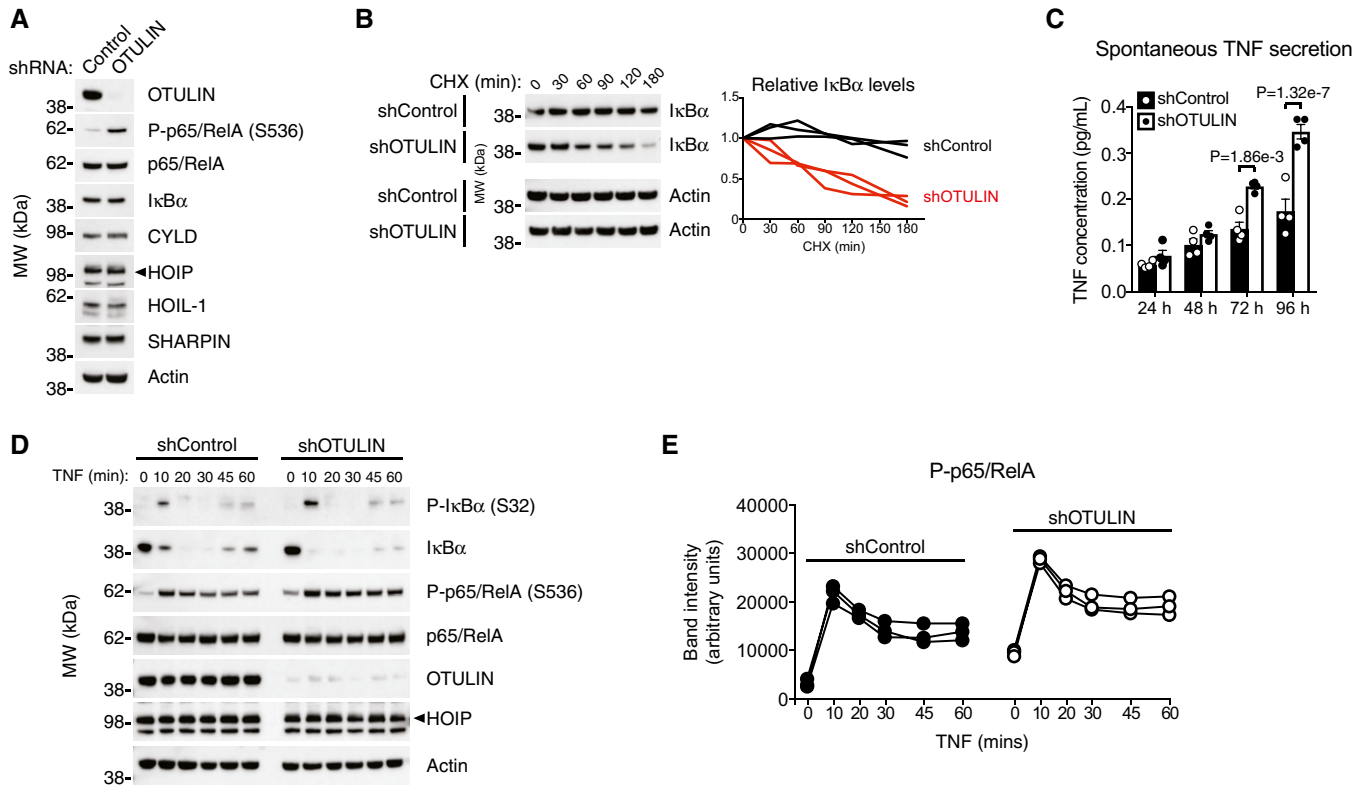 A
shRNA: Control OTULIN
38- OTULIN
62- P-p65/RelA (S536)
62- p65/RelA
38- IκBα
98- CYLD
98- HOIP
62- HOIL-1
38- SHARPIN
38- Actin
MW (kDa)
B
CHX (min): 0 30 60 90 120 180
shControl 38- IκBα
shOTULIN 38- IκBα
shControl 38- Actin
shOTULIN 38- Actin
MW (kDa)
Relative IκBα levels
1.5
1.0
0.5
0
shControl
shOTULIN
0 30 60 90 120 150 180
CHX (min)
C
Spontaneous TNF secretion
shControl
shOTULIN
P=1.32e-7
P=1.86e-3
TNF concentration (pg/mL)
0.4
0.3
0.2
0.1
0.0
24 h 48 h 72 h 96 h
D
shControl shOTULIN
TNF (min): 0 10 20 30 45 60 0 10 20 30 45 60
38- P-IκBα (S32)
38- IκBα
62- P-p65/RelA (S536)
62- p65/RelA
38- OTULIN
98- HOIP
38- Actin
MW (kDa)
E
P-p65/RelA
shControl
shOTULIN
Band intensity
(arbitrary units)
40000
30000
20000
10000
0
0 10 20 30 45 60 0 10 20 30 45 60
TNF (mins)